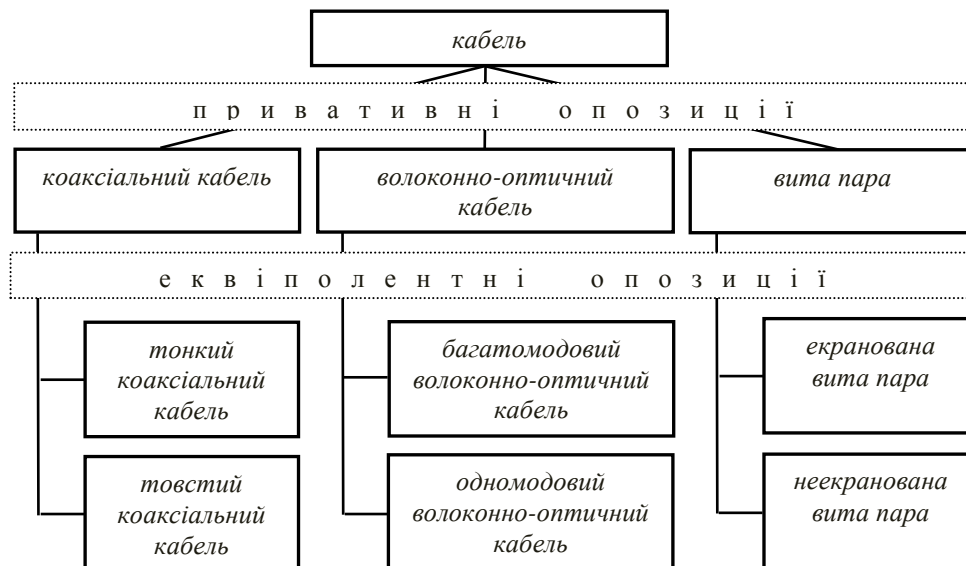 кабель
привативні опозиції
коаксіальний кабель
волоконно-оптичний
кабель
вита пара
еквіполентні опозиції
тонкий
коаксіальний
кабель
багатомодовий
волоконно-оптичний
кабель
екранована
вита пара
товстий
коаксіальний
кабель
одномодовий
волоконно-оптичний
кабель
неекранована
вита пара